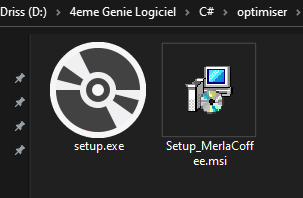 Driss (D:) > 4eme Genie Logiciel > C# > optimiser >
setup.exe
Setup_MerlaCoff
ee.msi